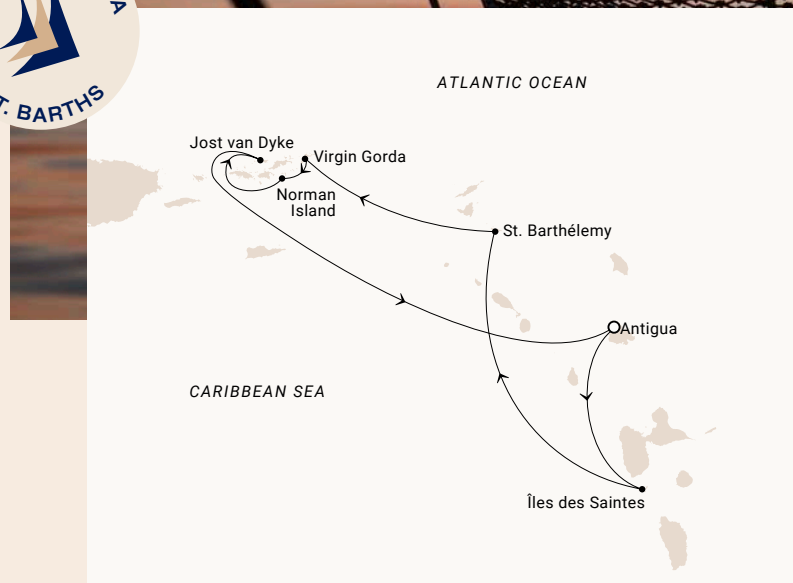 T. BARTHS
A
ATLANTIC OCEAN
Jost van Dyke
Virgin Gorda
Norman
Island
St. Barthélemy
Antigua
CARIBBEAN SEA
Îles des Saintes